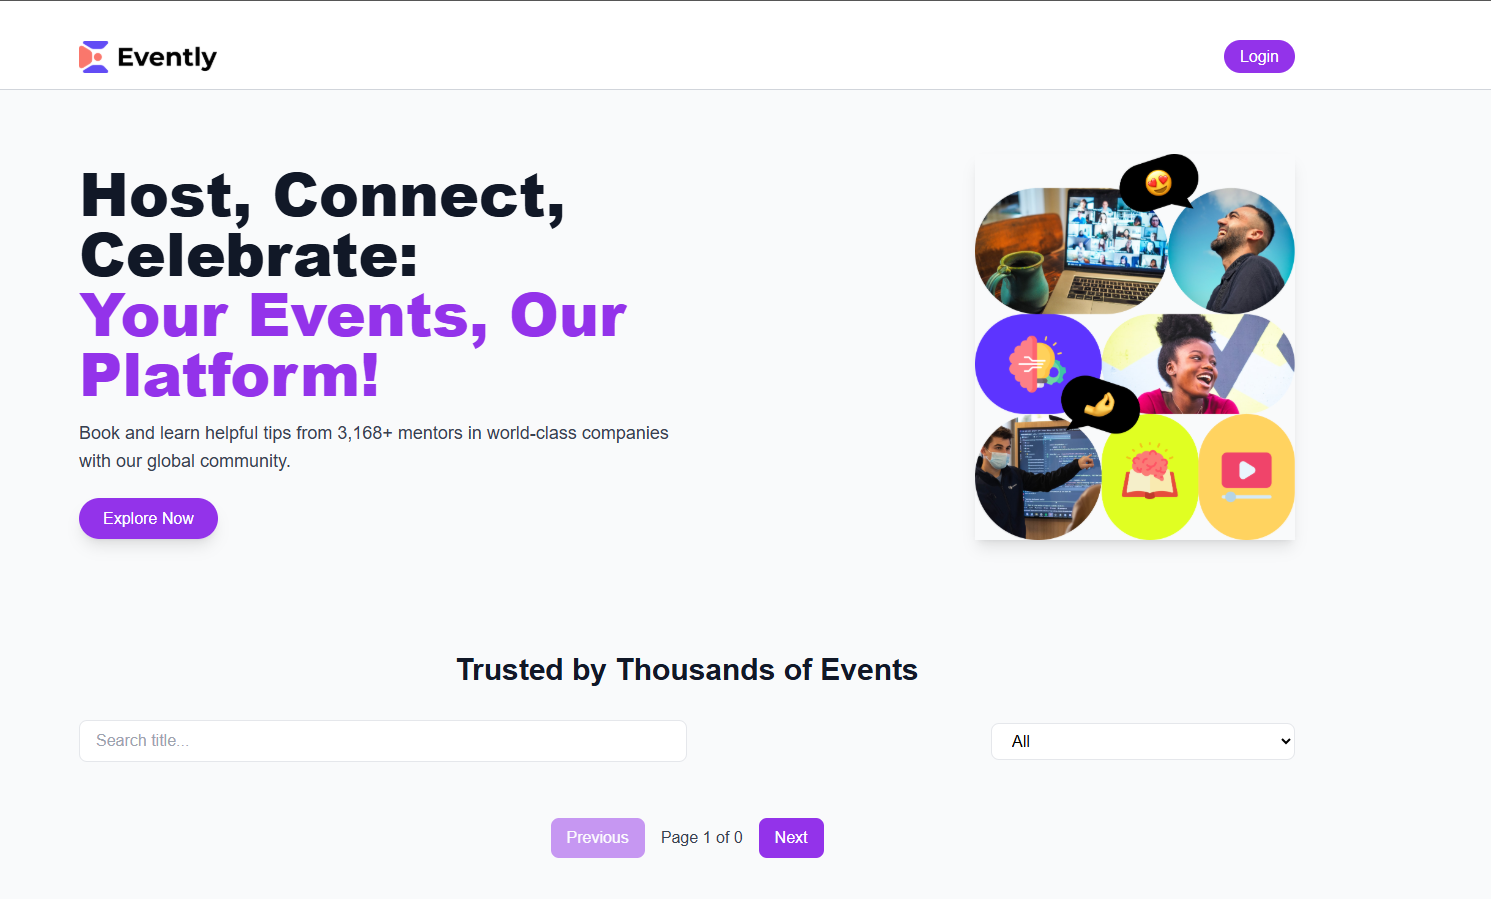 Evently
Login
Host, Connect,
Celebrate:
Your Events, Our
Platform!
Book and learn helpful tips from 3,168+ mentors in world-class companies
with our global community.
Explore Now
Trusted by Thousands of Events
Search title...
All
Previous
Page 1 of 0
Next